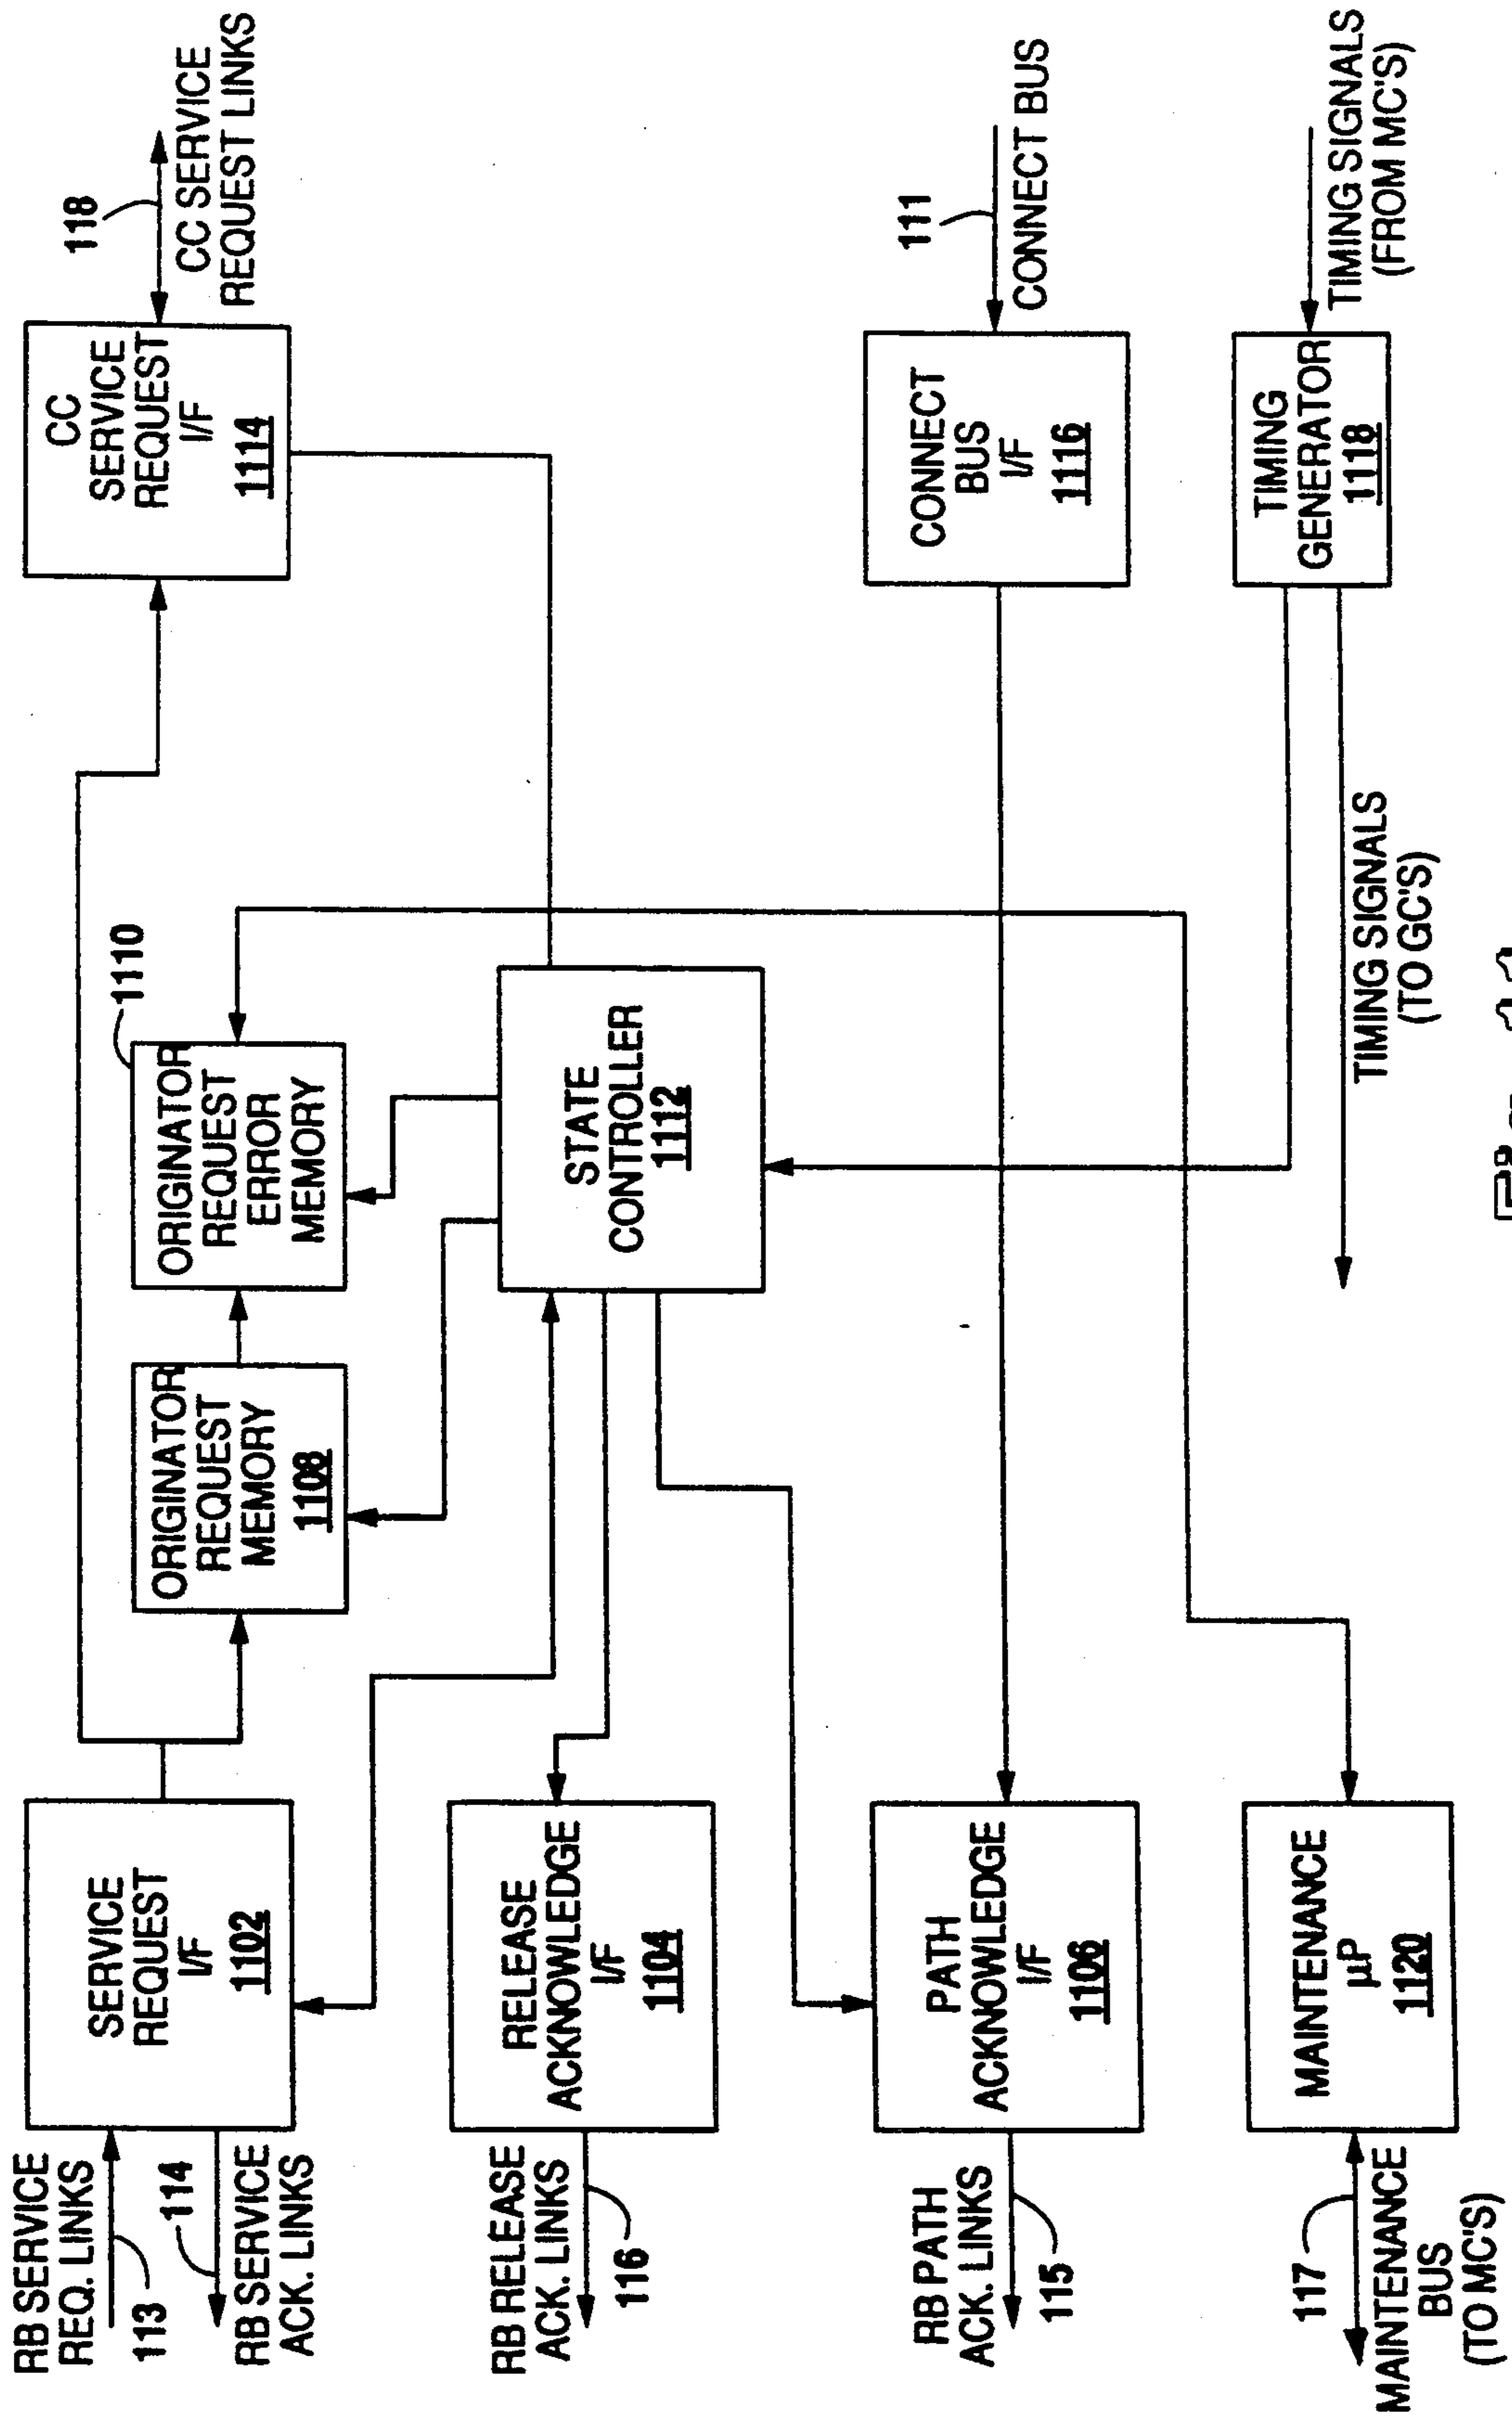 RB SERVICE
REQ. LINKS
113
114
RB SERVICE
ACK. LINKS
SERVICE
REQUEST
I/F
1102
RB RELEASE
ACK. LINKS
116
RELEASE
ACKNOWLEDGE
I/F
1104
RB PATH
ACK. LINKS
115
PATH
ACKNOWLEDGE
I/F
1106
117
MAINTENANCE
BUS
(TO MC'S)
MAINTENANCE
µP
1120
ORIGINATOR
REQUEST
MEMORY
1108
ORIGINATOR
REQUEST
ERROR
MEMORY
1110
STATE
CONTROLLER
1112
TIMING SIGNALS
(TO GC'S)
CC
SERVICE
REQUEST
I/F
1114
118
CC SERVICE
REQUEST LINKS
CONNECT
BUS
I/F
1116
111
CONNECT BUS
TIMING
GENERATOR
1118
TIMING SIGNALS
(FROM MC'S)